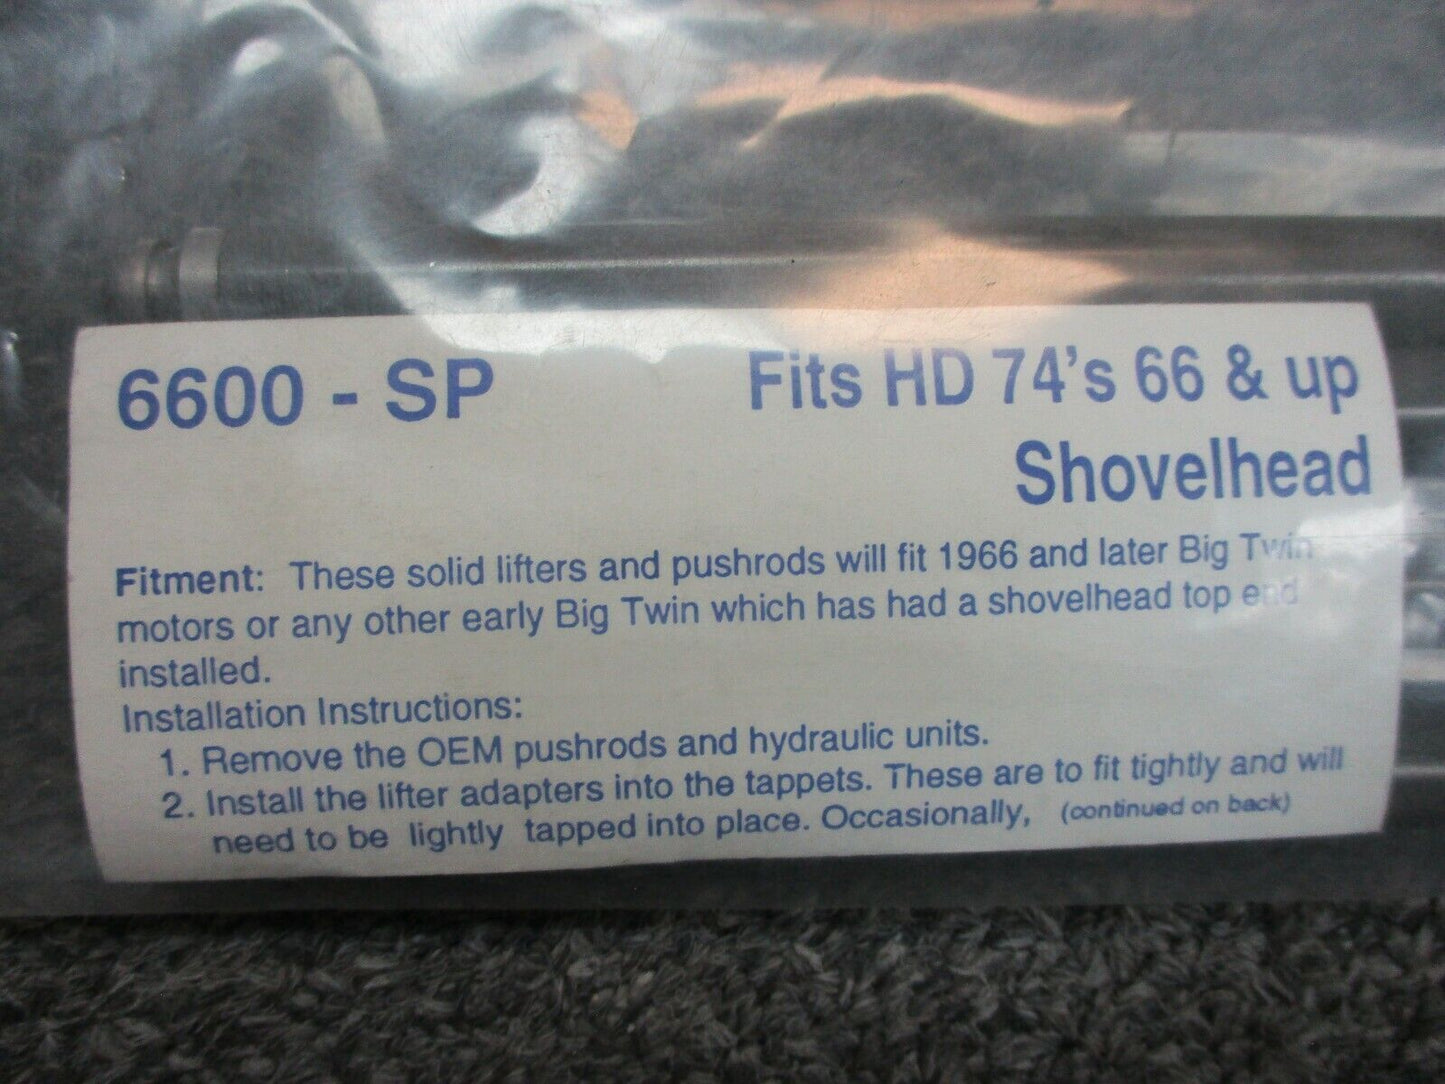 6600 - SP Fits HD 74's 66 & up
Shovelhead
Fitment: These solid lifters and pushrods will fit 1966 and later Big Twin
motors or any other early Big Twin which has had a shovelhead top end
installed.
Installation Instructions:
1. Remove the OEM pushrods and hydraulic units.
2. Install the lifter adapters into the tappets. These are to fit tightly and will
need to be lightly tapped into place. Occasionally, (continued on back)